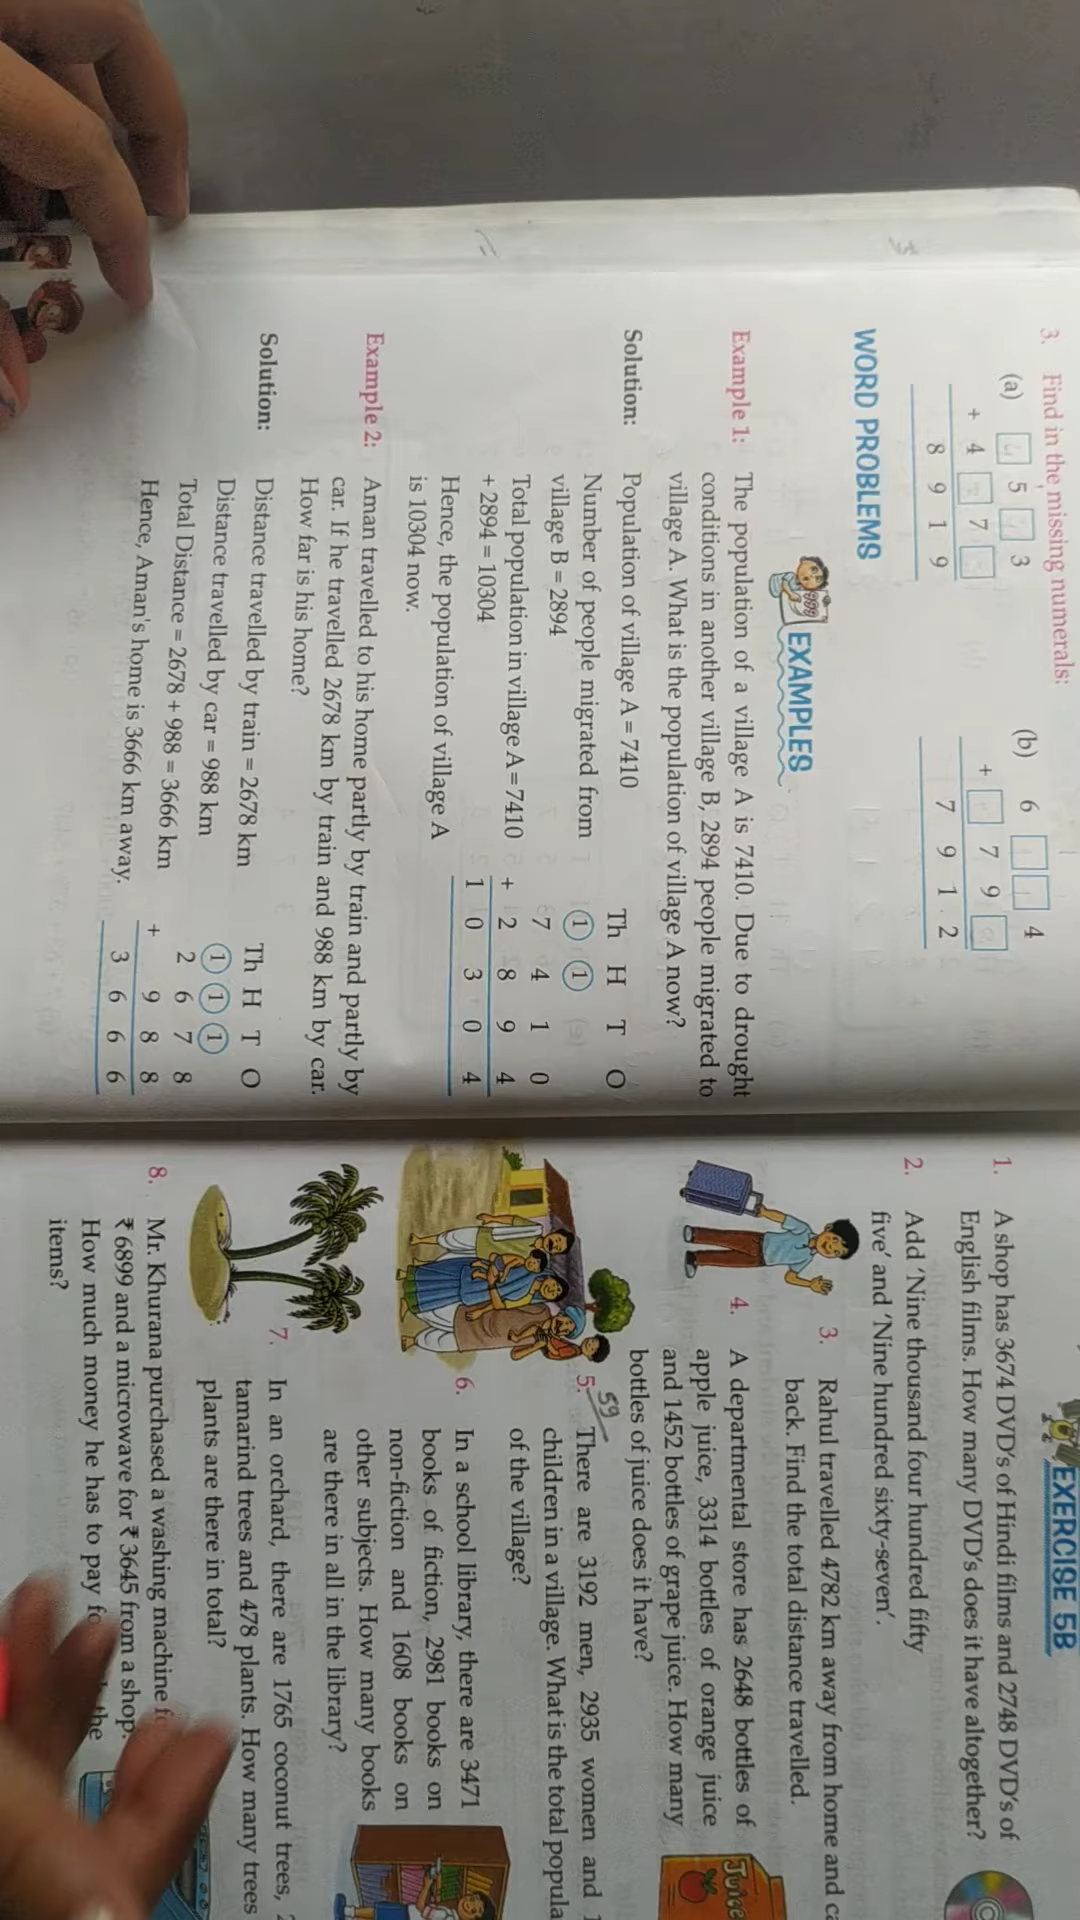 3. Find in the missing numerals:
(a) 5 3
+ 4 7
8 9 1 9
(b) 6 4
+ 7 9
7 9 1 2
WORD PROBLEMS
EXAMPLES
Example 1: The population of a village A is 7410. Due to drought
conditions in another village B, 2894 people migrated to
village A. What is the population of village A now?
Solution: Population of village A = 7410
Number of people migrated from
village B = 2894
Total population in village A = 7410
+ 2894 = 10304
Hence, the population of village A
is 10304 now.
Th H T O
1 1
7 4 1 0
+ 2 8 9 4
1 0 3 0 4
Example 2: Aman travelled to his home partly by train and partly by
car. If he travelled 2678 km by train and 988 km by car.
How far is his home?
Solution: Distance travelled by train = 2678 km
Distance travelled by car = 988 km
Total Distance = 2678 + 988 = 3666 km
Hence, Aman's home is 3666 km away.
Th H T O
1 1 1
2 6 7 8
+ 9 8 8
3 6 6 6
EXERCISE 5B
1. A shop has 3674 DVD's of Hindi films and 2748 DVD's of
English films. How many DVD's does it have altogether?
2. Add 'Nine thousand four hundred fifty
five' and 'Nine hundred sixty-seven'.
3. Rahul travelled 4782 km away from home and
back. Find the total distance travelled.
4. A departmental store has 2648 bottles of
apple juice, 3314 bottles of orange juice
and 1452 bottles of grape juice. How many
bottles of juice does it have?
59
5. There are 3192 men, 2935 women and
children in a village. What is the total
of the village?
6. In a school library, there are 3471
books of fiction, 2981 books on
non-fiction and 1608 books on
other subjects. How many books
are there in all in the library?
7. In an orchard, there are 1765 coconut trees,
tamarind trees and 478 plants. How many trees
plants are there in total?
8. Mr. Khurana purchased a washing machine
₹ 6899 and a microwave for ₹ 3645 from a shop.
How much money he has to pay the
items?
Juice